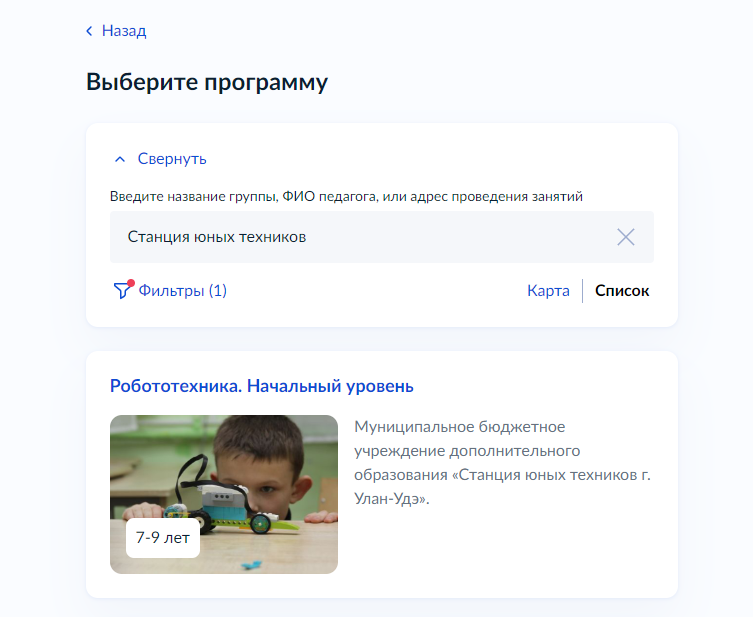 Назад
Выберите программу
Свернуть
Введите название группы, ФИО педагога, или адрес проведения занятий
Станция юных техников
Фильтры (1)
Карта
Список
Робототехника. Начальный уровень
Муниципальное бюджетное
учреждение дополнительного
образования «Станция юных техников г.
Улан-Удэ».
7-9 лет